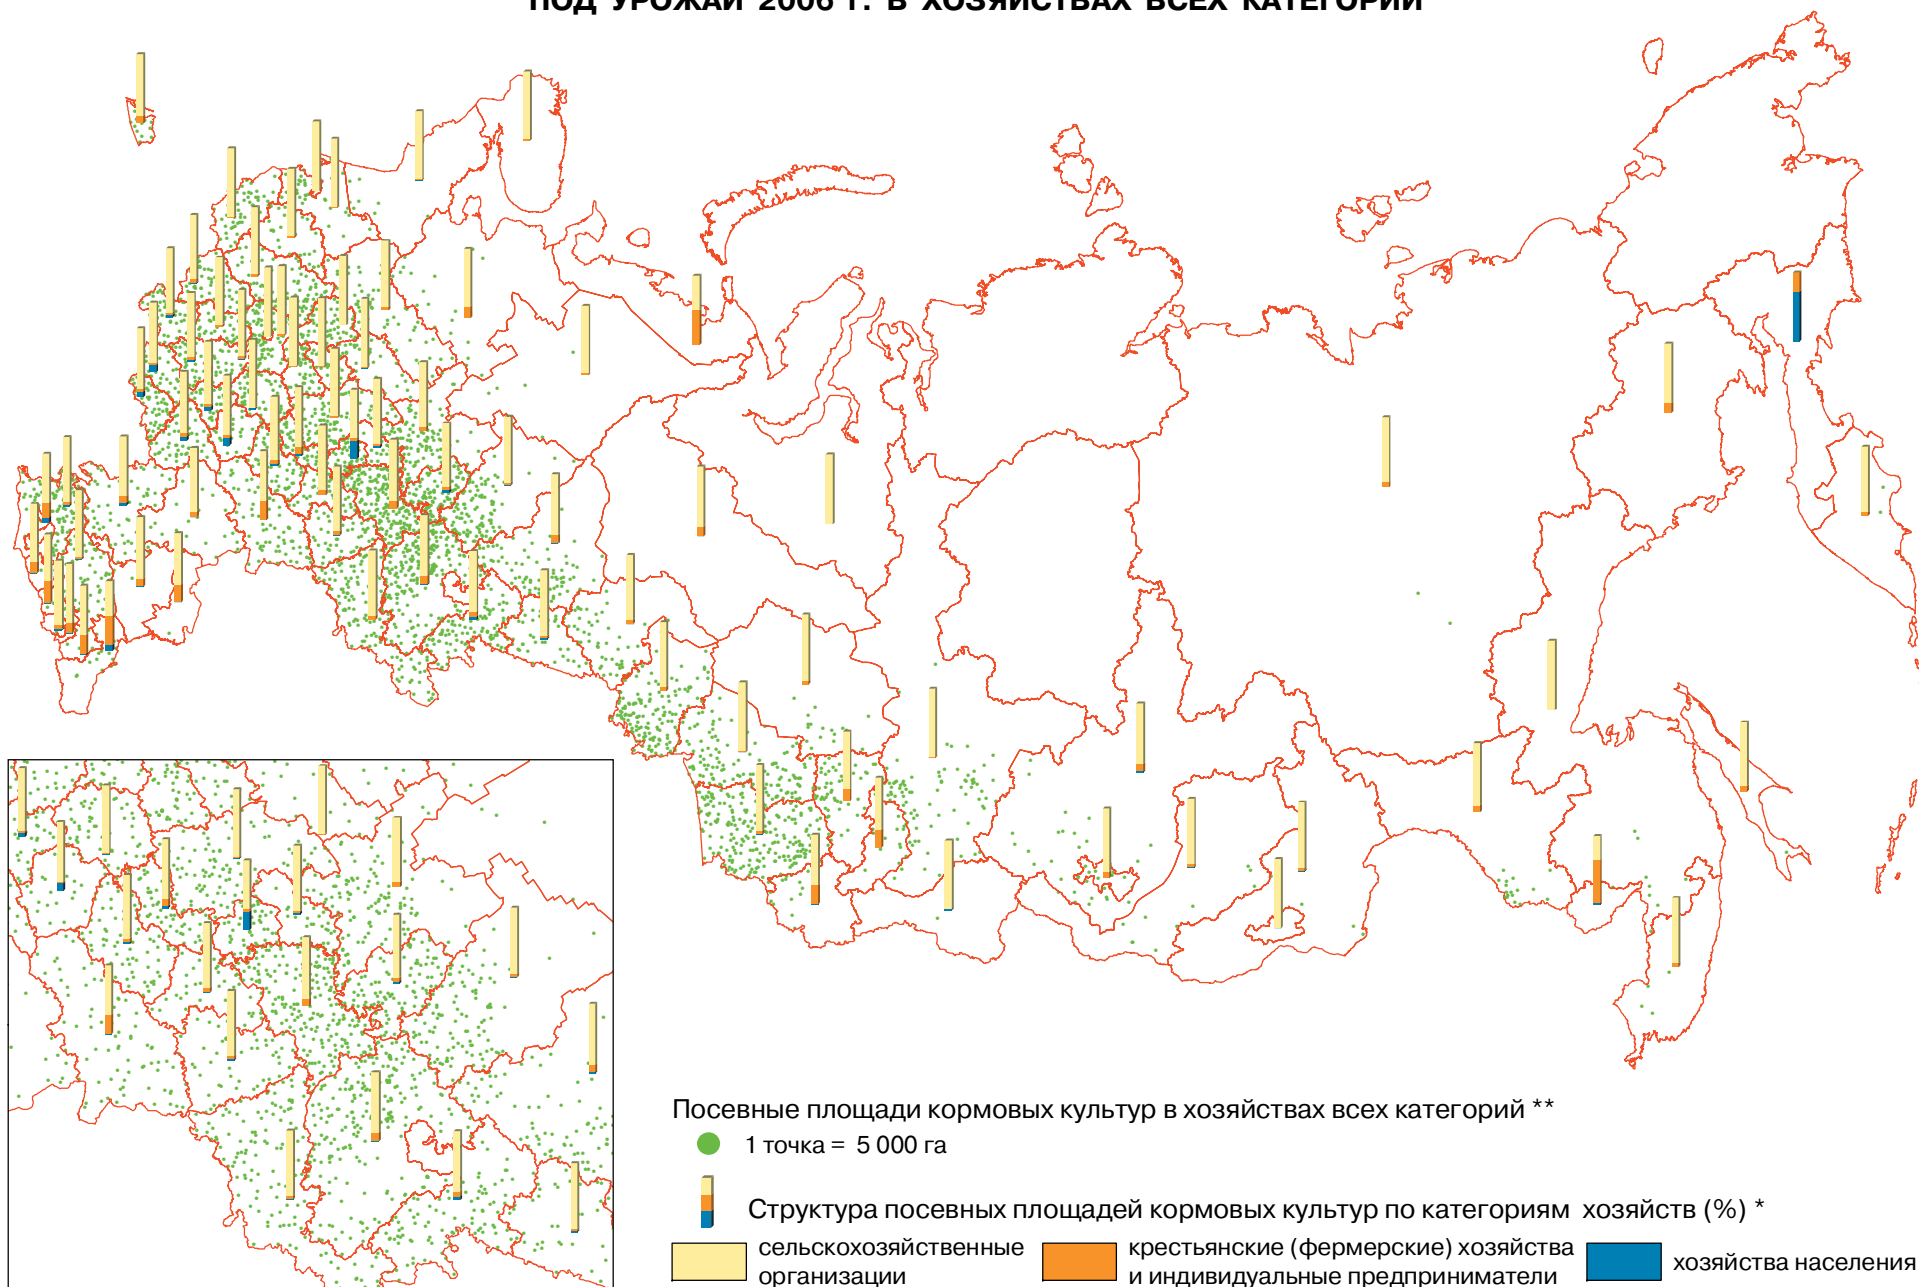 ПОД УРОЖАЙ 2006 Г. В ХОЗЯЙСТВАХ ВСЕХ КАТЕГОРИЙ
Посевные площади кормовых культур в хозяйствах всех категорий **
1 точка = 5 000 га
Структура посевных площадей кормовых культур по категориям хозяйств (%) *
сельскохозяйственные
организации
крестьянские (фермерские) хозяйства
и индивидуальные предприниматели
хозяйства населения